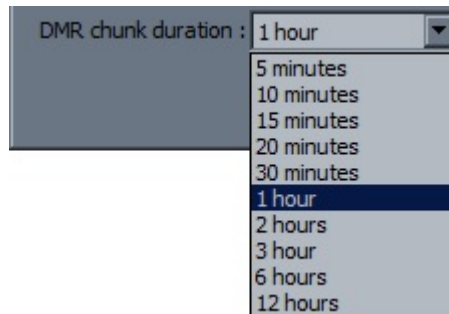 DMR chunk duration : 1 hour
5 minutes
10 minutes
15 minutes
20 minutes
30 minutes
1 hour
2 hours
3 hour
6 hours
12 hours